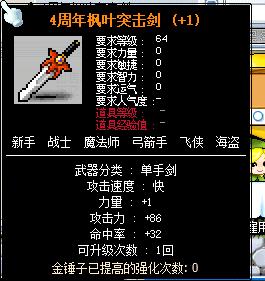 4周年枫叶突击剑 (+1)
要求等级: 64
要求力量: 0
要求敏捷: -
要求智力: 0
要求运气: 0
要求人气度: -
道具等级: -
道具经验值: -
新手 战士 魔法师 弓箭手 飞侠 海盗
武器分类 : 单手剑
攻击速度 : 快
力量 : +1
攻击力 : +86
命中率 : +32
可升级次数 : 1回
金锤子已提高的强化次数: 0